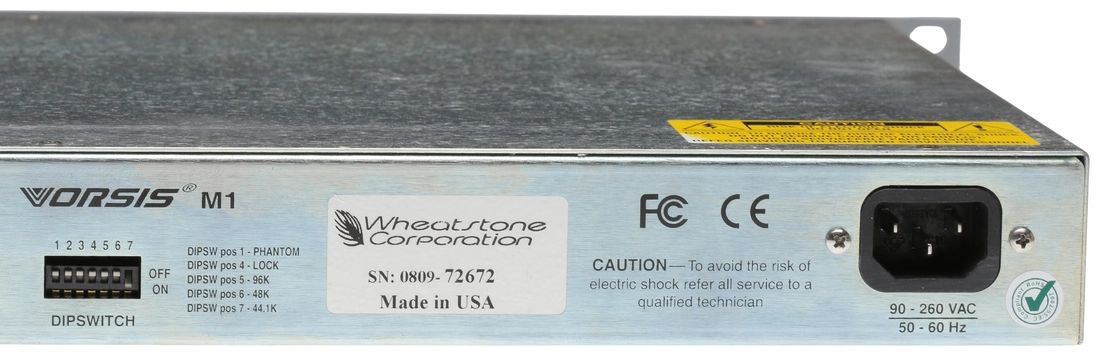 CAUTION
VORSIS® M1
1 2 3 4 5 6 7
OFF
ON
DIPSWITCH
DIPSW pos 1 - PHANTOM
DIPSW pos 4 - LOCK
DIPSW pos 5 - 96K
DIPSW pos 6 - 48K
DIPSW pos 7 - 44.1K
Wheatstone
Corporation
SN: 0809- 72672
Made in USA
FC CE
CAUTION — To avoid the risk of
electric shock refer all service to a
qualified technician
90 - 260 VAC
50 - 60 Hz
Compliant RoHS